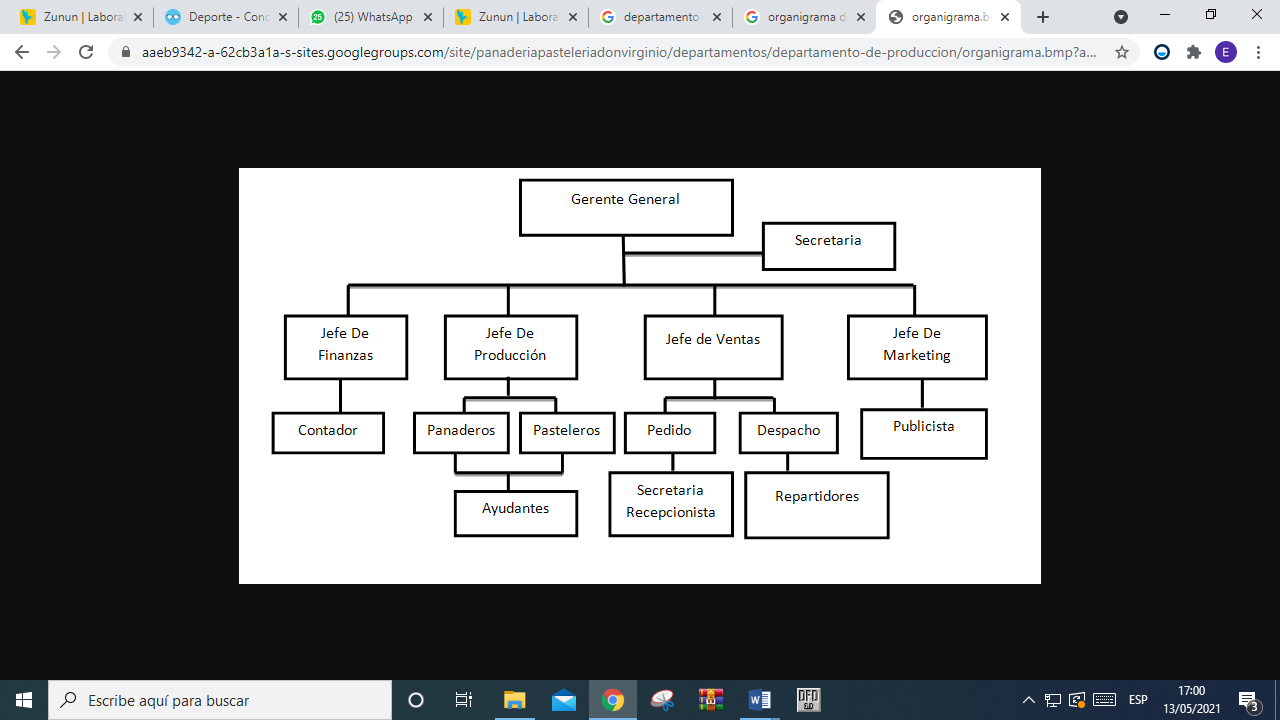 Zunun | Labora
Deporte - Conc
(25) WhatsApp
Zunun | Labora
departamento
organigrama d
organigrama.b
aaeb9342-a-62cb3a1a-s-sites.googlegroups.com/site/panaderiapasteleriadonvirginio/departamentos/departamento-de-produccion/organigrama.bmp?a...
E
Gerente General
Secretaria
Jefe De
Finanzas
Jefe De
Producción
Jefe de Ventas
Jefe De
Marketing
Contador
Panaderos
Pasteleros
Pedido
Despacho
Publicista
Ayudantes
Secretaria
Recepcionista
Repartidores
Escribe aquí para buscar
DFD
ESP
17:00
13/05/2021
3